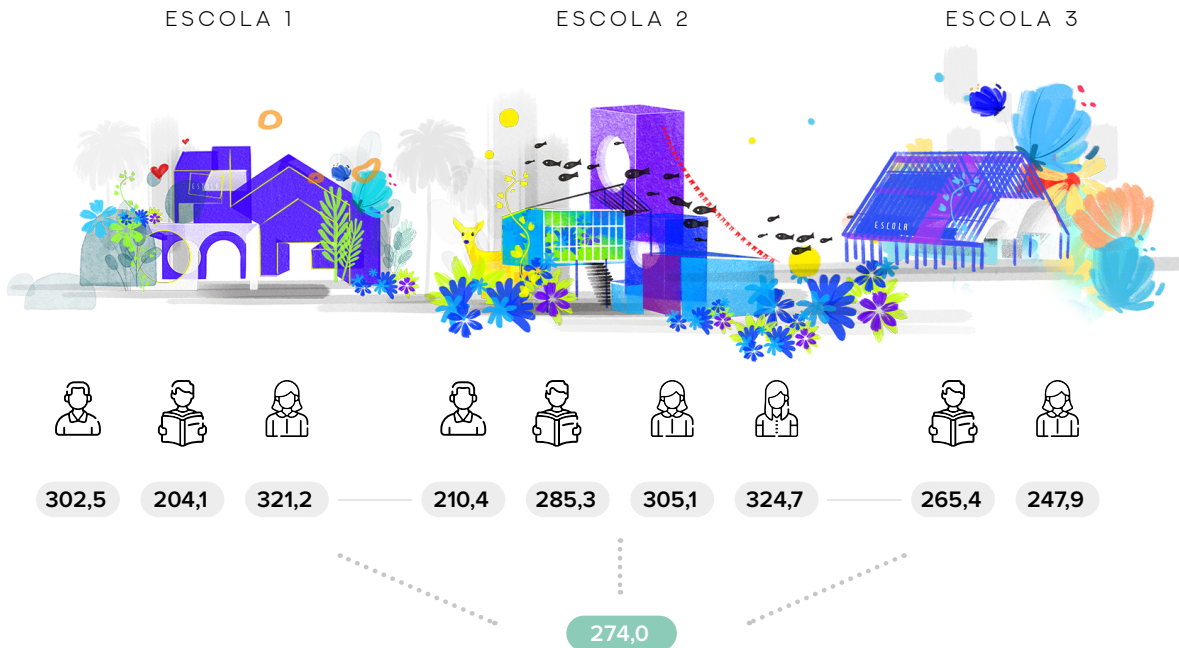 ESCOLA 1
ESCOLA 2
ESCOLA 3
ESCOLA
302,5
204,1
321,2
210,4
285,3
305,1
324,7
265,4
247,9
274,0